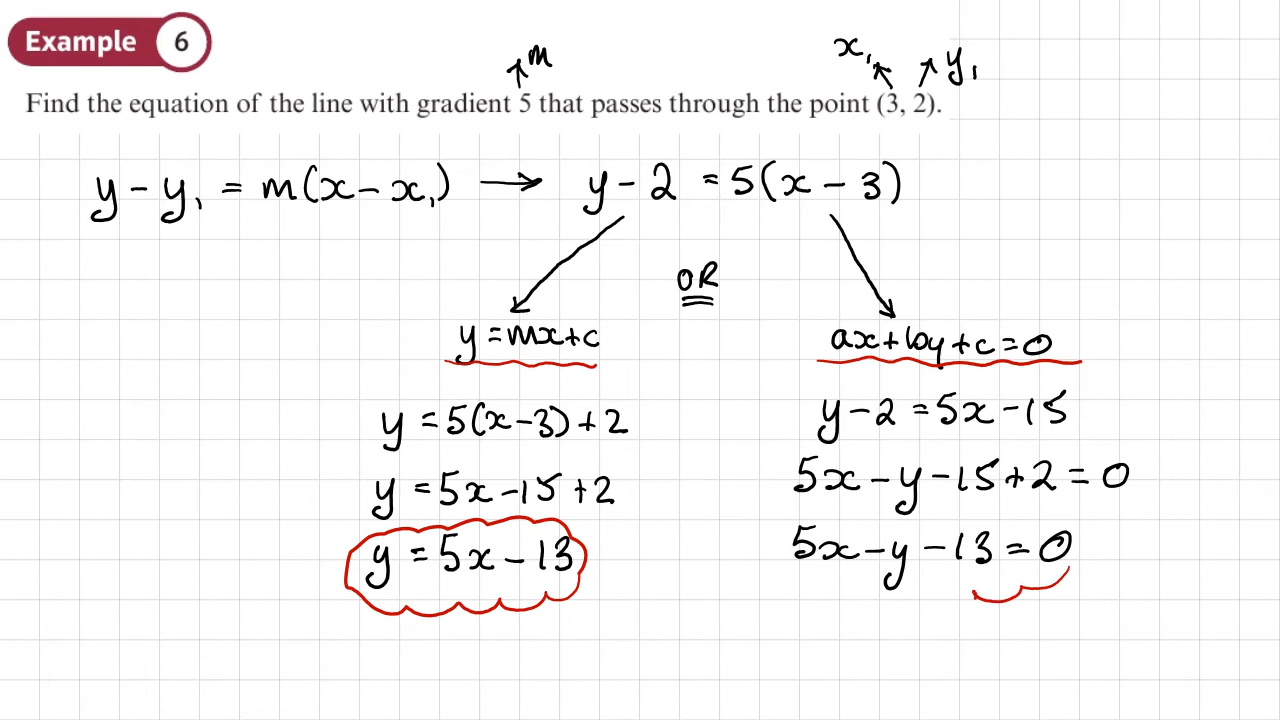 Example 6
m
x₁ y₁
Find the equation of the line with gradient 5 that passes through the point (3, 2).
y - y₁ = m(x - x₁) → y - 2 = 5(x - 3)
OR
y = mx + c
y = 5(x - 3) + 2
y = 5x - 15 + 2
y = 5x - 13
ax + by + c = 0
y - 2 = 5x - 15
5x - y - 15 + 2 = 0
5x - y - 13 = 0